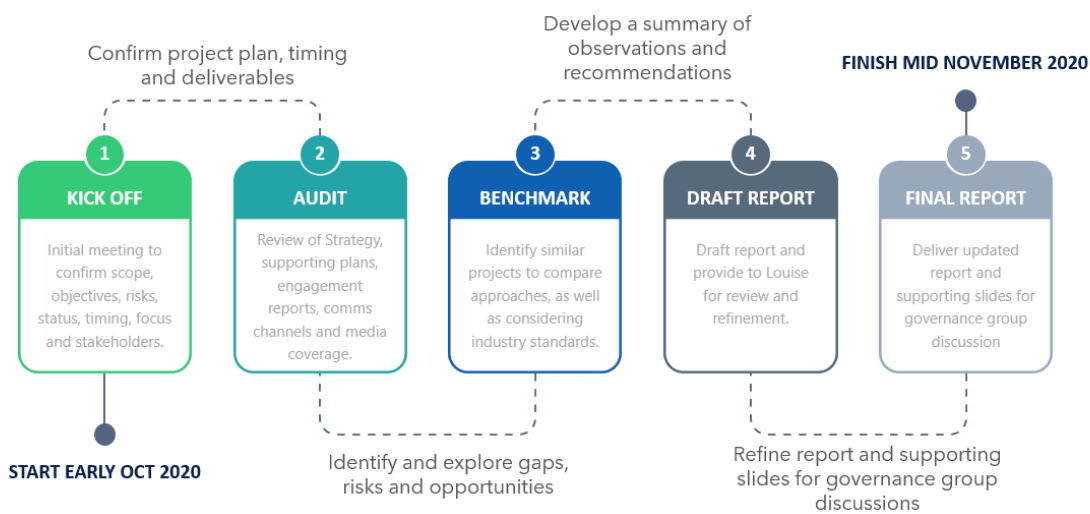 Confirm project plan, timing
and deliverables
Develop a summary of
observations and
recommendations
FINISH MID NOVEMBER 2020
1
KICK OFF
Initial meeting to
confirm scope,
objectives, risks,
status, timing, focus
and stakeholders.
2
AUDIT
Review of Strategy,
supporting plans,
engagement
reports, comms
channels and media
coverage.
3
BENCHMARK
Identify similar
projects to compare
approaches, as well
as considering
industry standards.
4
DRAFT REPORT
Draft report and
provide to Louise
for review and
refinement.
5
FINAL REPORT
Deliver updated
report and
supporting slides for
governance group
discussion
START EARLY OCT 2020
Identify and explore gaps,
risks and opportunities
Refine report and supporting
slides for governance group
discussions